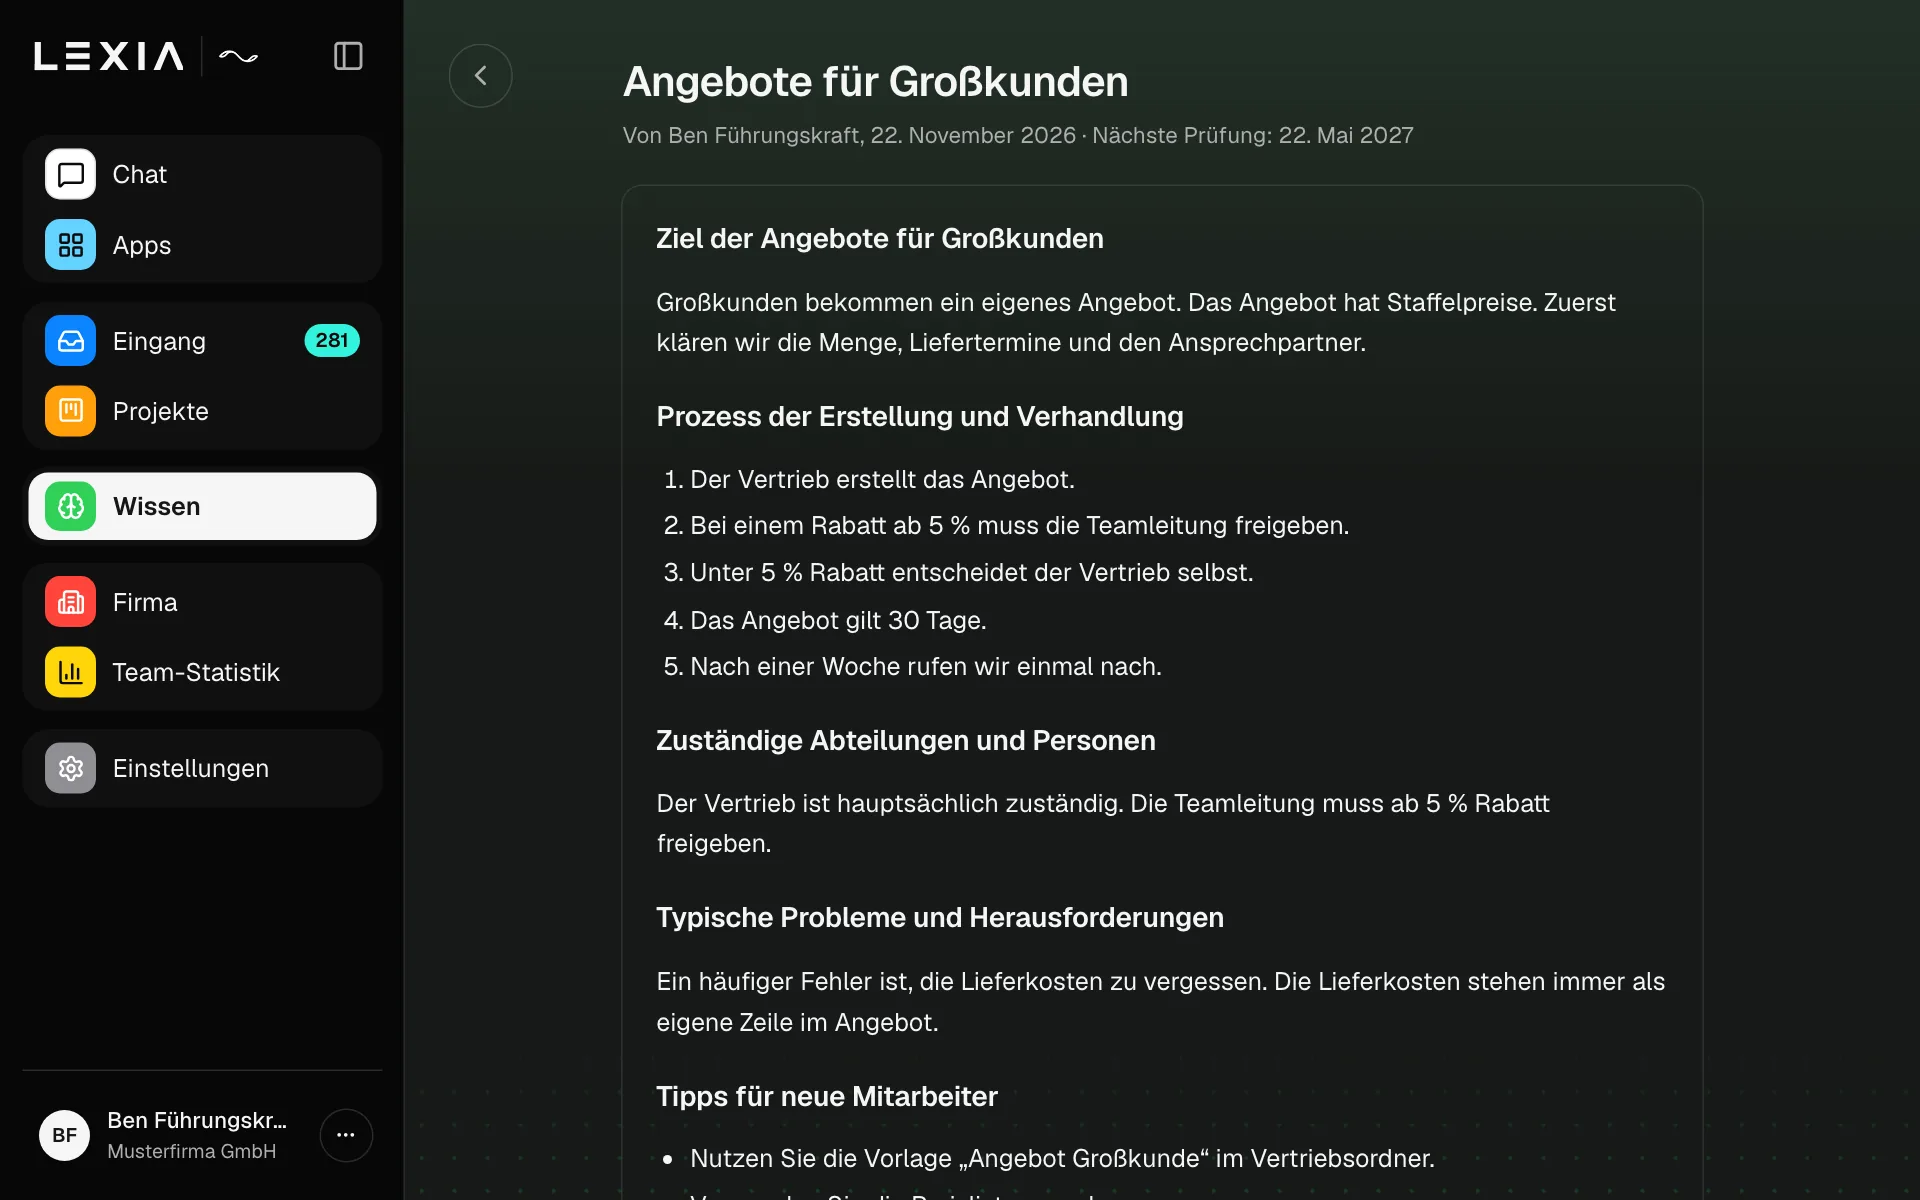 LEXIA
Chat
Apps
Eingang 281
Projekte
Wissen
Firma
Team-Statistik
Einstellungen
BF
Ben Führungskr...
Musterfirma GmbH
Angebote für Großkunden
Von Ben Führungskraft, 22. November 2026 · Nächste Prüfung: 22. Mai 2027
Ziel der Angebote für Großkunden
Großkunden bekommen ein eigenes Angebot. Das Angebot hat Staffelpreise. Zuerst
klären wir die Menge, Liefertermine und den Ansprechpartner.
Prozess der Erstellung und Verhandlung
1. Der Vertrieb erstellt das Angebot.
2. Bei einem Rabatt ab 5 % muss die Teamleitung freigeben.
3. Unter 5 % Rabatt entscheidet der Vertrieb selbst.
4. Das Angebot gilt 30 Tage.
5. Nach einer Woche rufen wir einmal nach.
Zuständige Abteilungen und Personen
Der Vertrieb ist hauptsächlich zuständig. Die Teamleitung muss ab 5 % Rabatt
freigeben.
Typische Probleme und Herausforderungen
Ein häufiger Fehler ist, die Lieferkosten zu vergessen. Die Lieferkosten stehen immer als
eigene Zeile im Angebot.
Tipps für neue Mitarbeiter
• Nutzen Sie die Vorlage „Angebot Großkunde“ im Vertriebsordner.